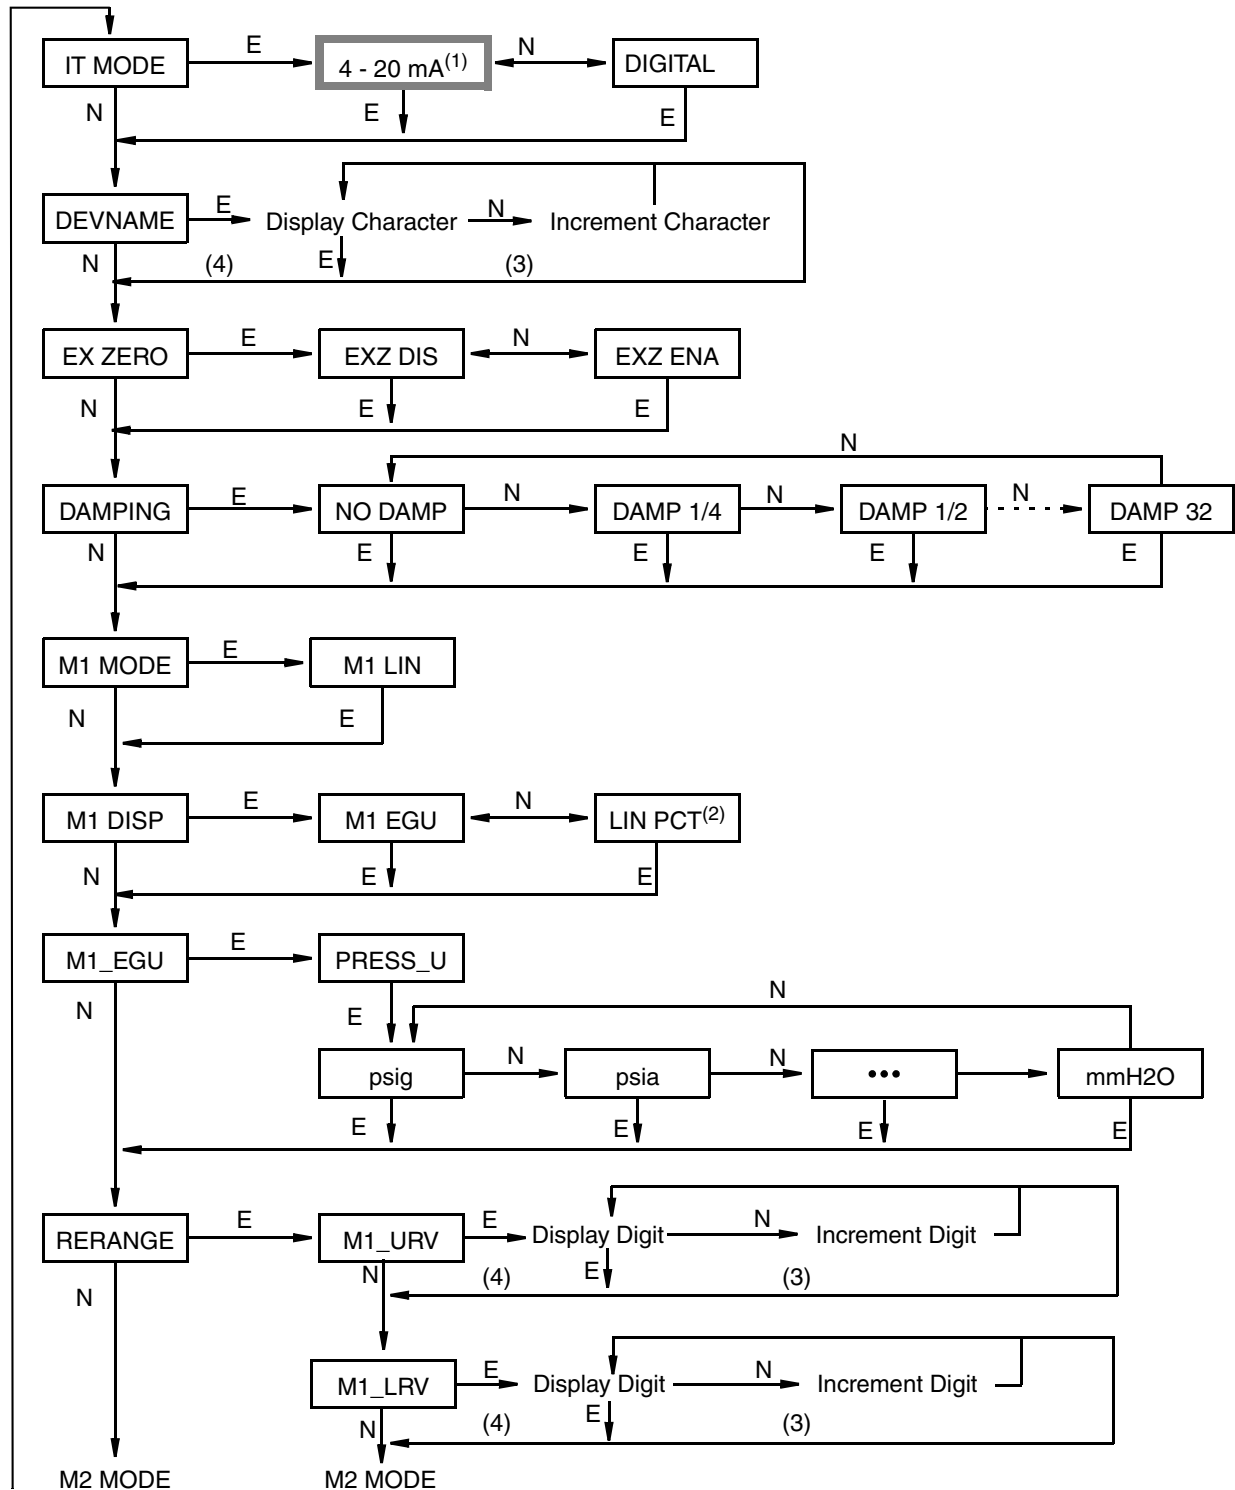 IT MODE E 4 - 20 mA(1) N DIGITAL
N E E
DEVNAME E Display Character N Increment Character
N (4) E (3)
EX ZERO E EXZ DIS N EXZ ENA
N E E
N
DAMPING E NO DAMP N DAMP 1/4 N DAMP 1/2 N DAMP 32
N E E E E
M1 MODE E M1 LIN
N E
M1 DISP E M1 EGU N LIN PCT(2)
N E E
M1_EGU E PRESS_U
N E N
psig N psia N ••• mmH2O
E E E E
RERANGE E M1_URV E Display Digit N Increment Digit
N N (4) E (3)
M1_LRV E Display Digit N Increment Digit
N (4) E (3)
M2 MODE M2 MODE